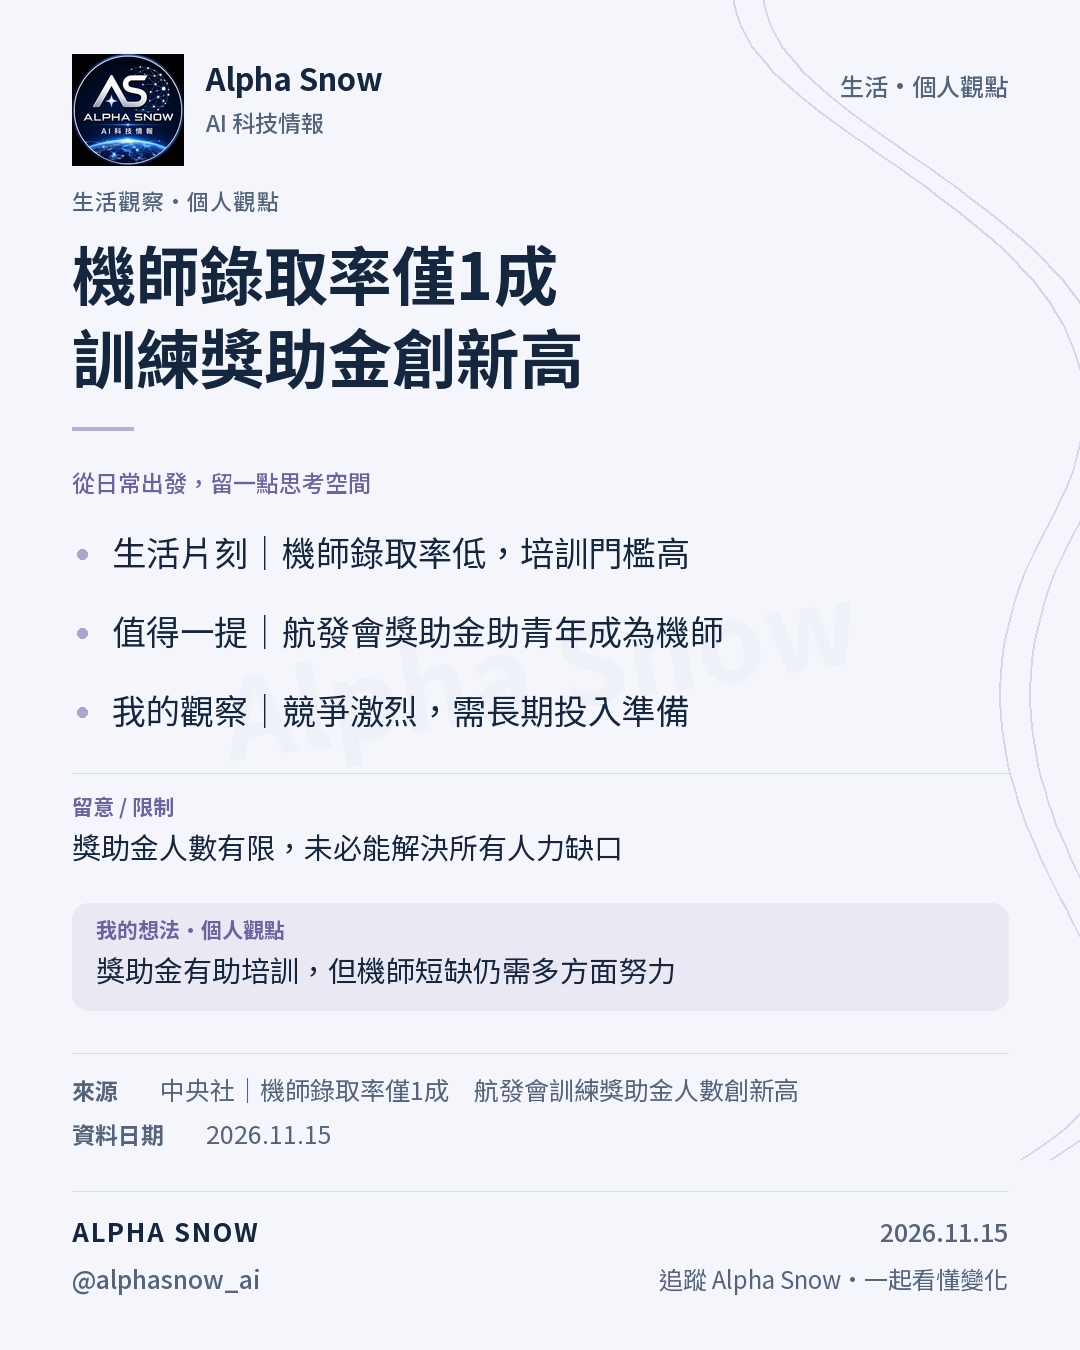 AS
ALPHA SNOW
AI 科技情報
Alpha Snow
AI 科技情報
生活・個人觀點
生活觀察・個人觀點
機師錄取率僅1成
訓練獎助金創新高
從日常出發，留一點思考空間
生活片刻｜機師錄取率低，培訓門檻高
值得一提｜航發會獎助金助青年成為機師
我的觀察｜競爭激烈，需長期投入準備
Alpha Snow
留意 / 限制
獎助金人數有限，未必能解決所有人力缺口
我的想法・個人觀點
獎助金有助培訓，但機師短缺仍需多方面努力
來源 中央社｜機師錄取率僅1成　航發會訓練獎助金人數創新高
資料日期 2026.11.15
ALPHA SNOW
2026.11.15
@alphasnow_ai
追蹤 Alpha Snow・一起看懂變化